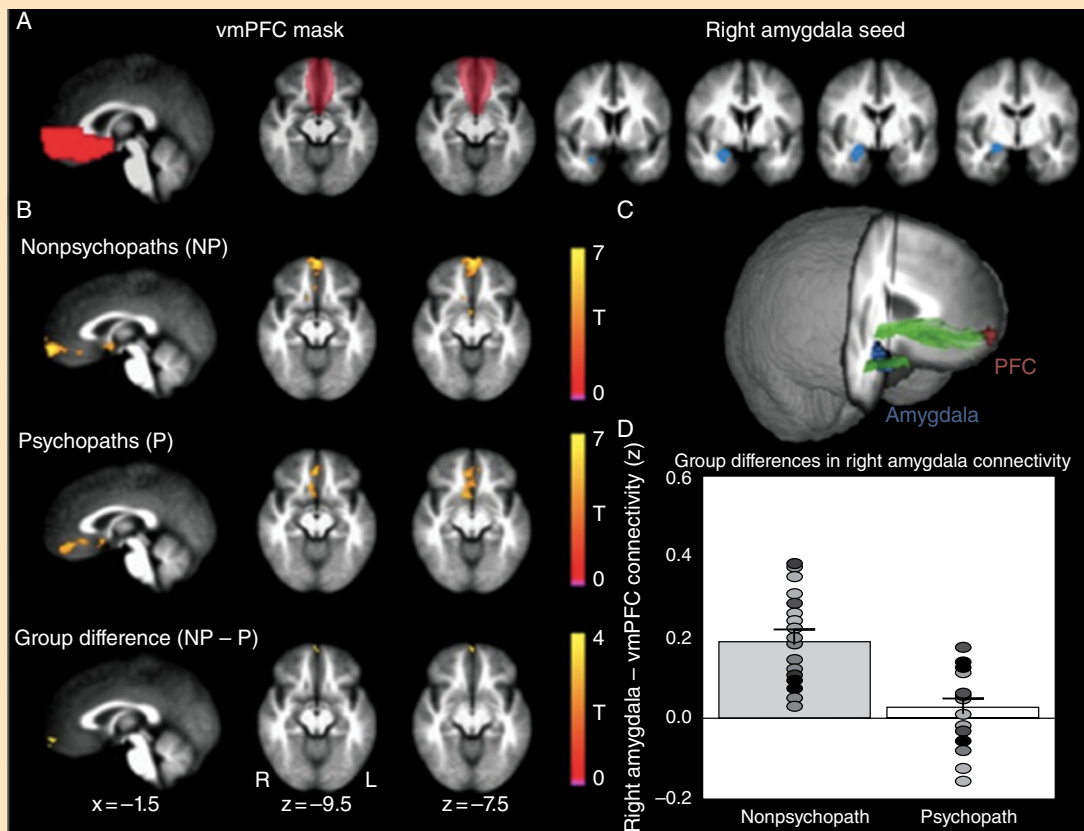 A
vmPFC mask
Right amygdala seed
B
Nonpsychopaths (NP)
7
T
0
Psychopaths (P)
7
T
0
Group difference (NP – P)
4
T
0
R
L
x = –1.5
z = –9.5
z = –7.5
C
PFC
Amygdala
D
Group differences in right amygdala connectivity
Right amygdala – vmPFC connectivity (z)
0.6
0.4
0.2
0.0
–0.2
Nonpsychopath
Psychopath